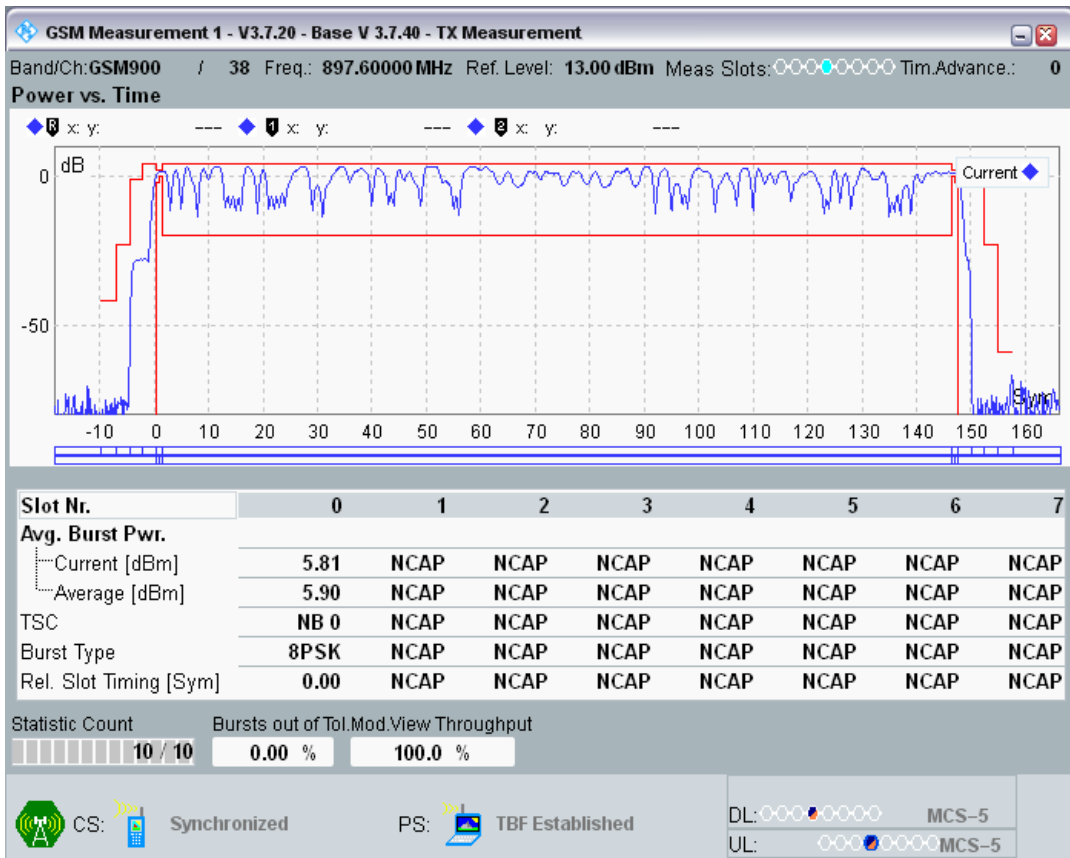 GSM Measurement 1 - V3.7.20 - Base V 3.7.40 - TX Measurement
Band/Ch:GSM900 / 38 Freq.: 897.60000 MHz Ref. Level: 13.00 dBm Meas Slots: Tim.Advance.: 0
Power vs. Time
R x: y: --- 1 x: y: --- 2 x: y: ---
dB
Current
0
-50
Sym
-10 0 10 20 30 40 50 60 70 80 90 100 110 120 130 140 150 160
Slot Nr. 0 1 2 3 4 5 6 7
Avg. Burst Pwr.
Current [dBm] 5.81 NCAP NCAP NCAP NCAP NCAP NCAP NCAP
Average [dBm] 5.90 NCAP NCAP NCAP NCAP NCAP NCAP NCAP
TSC NB 0 NCAP NCAP NCAP NCAP NCAP NCAP NCAP
Burst Type 8PSK NCAP NCAP NCAP NCAP NCAP NCAP NCAP
Rel. Slot Timing [Sym] 0.00 NCAP NCAP NCAP NCAP NCAP NCAP NCAP
Statistic Count Bursts out of Tol.Mod.View Throughput
10 / 10 0.00 % 100.0 %
DL: MCS-5
CS: Synchronized PS: TBF Established
UL: MCS-5